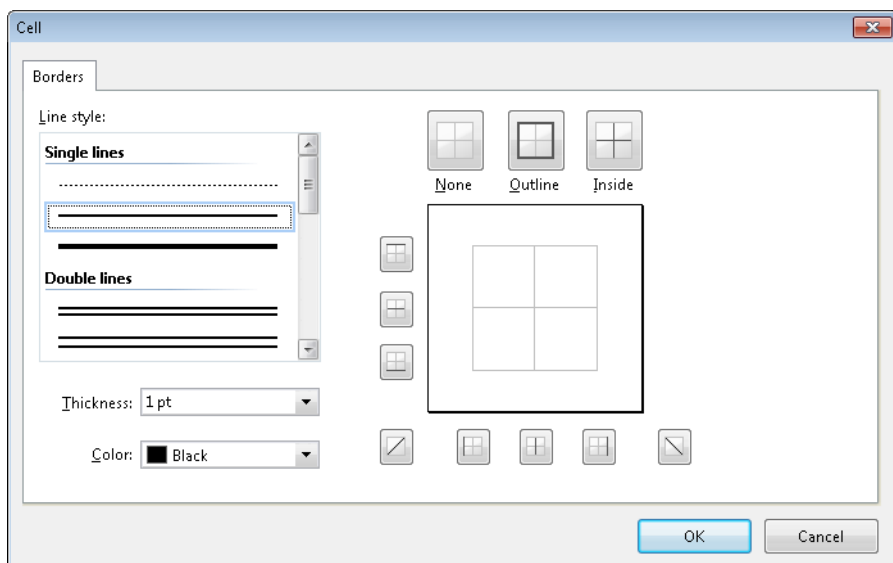 Cell
Borders
Line style:
Single lines
Double lines
Thickness: 1 pt
Color: Black
None Outline Inside
OK Cancel